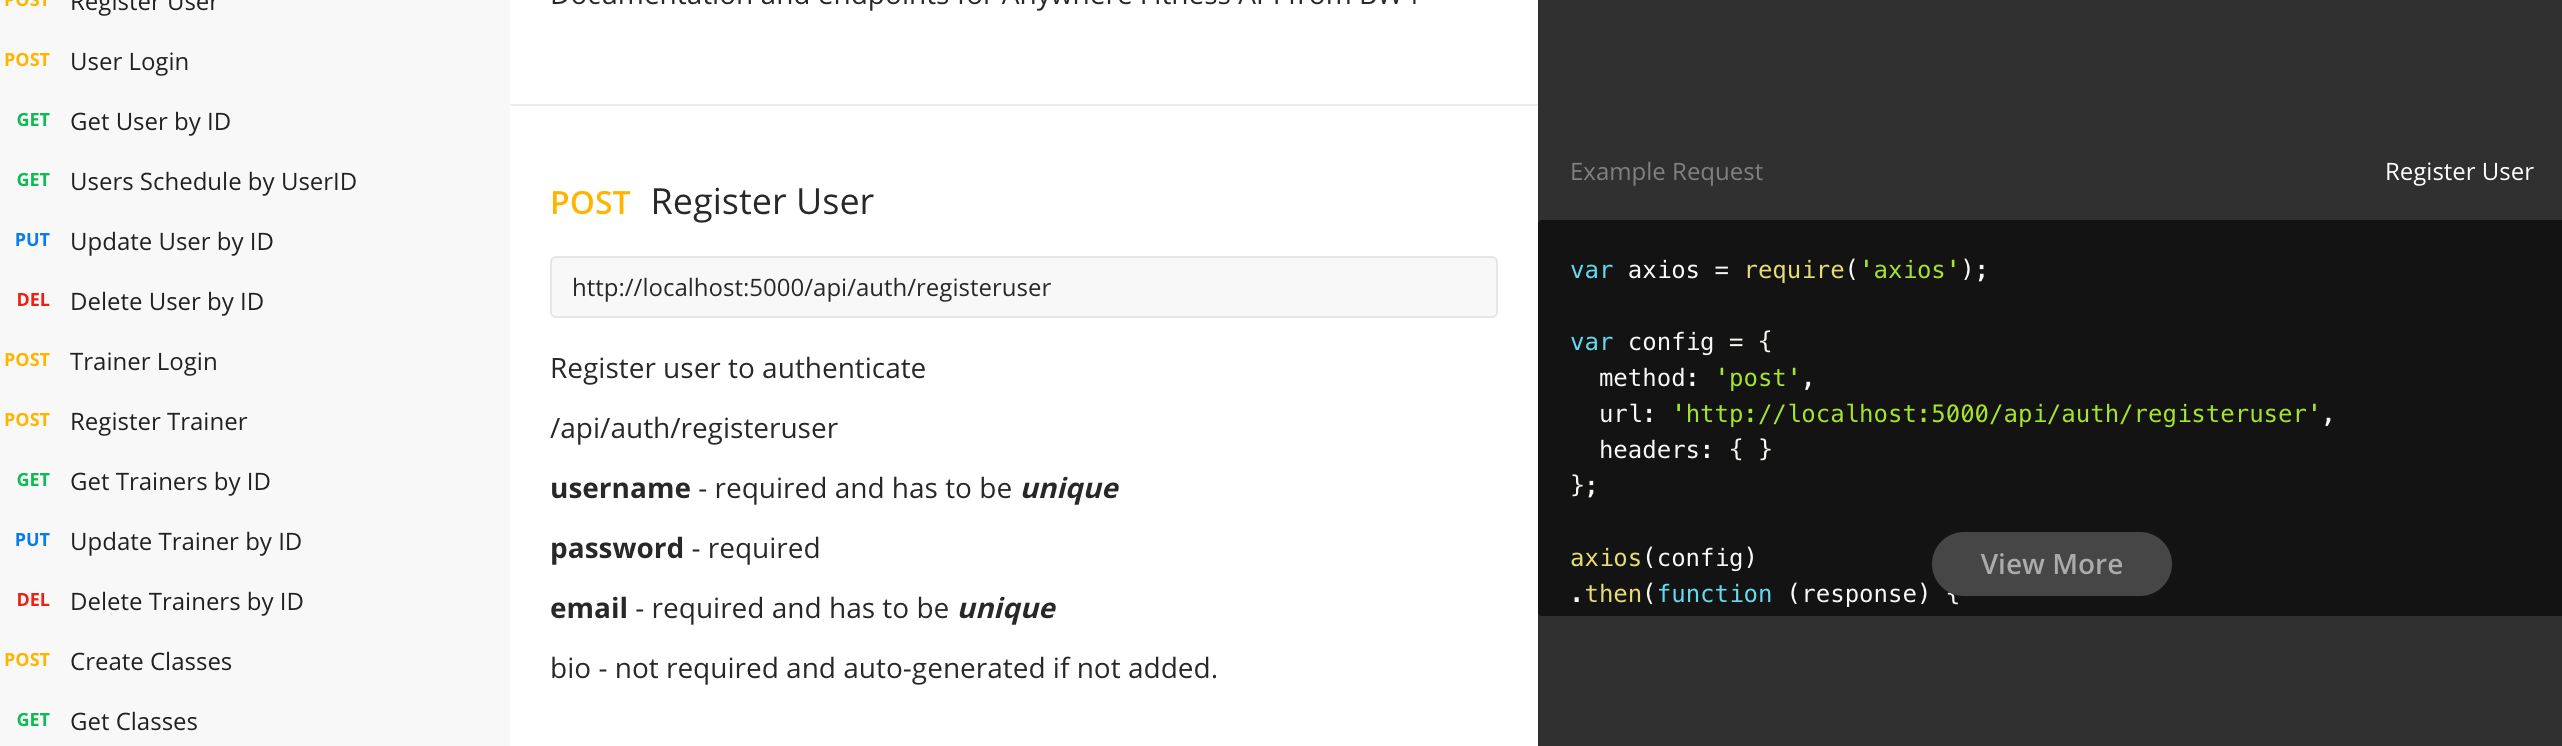 POST Register User
POST User Login
GET Get User by ID
GET Users Schedule by UserID
PUT Update User by ID
DEL Delete User by ID
POST Trainer Login
POST Register Trainer
GET Get Trainers by ID
PUT Update Trainer by ID
DEL Delete Trainers by ID
POST Create Classes
GET Get Classes
Documentation and endpoints for Anywhere Fitness API from BW
POST Register User
http://localhost:5000/api/auth/registeruser
Register user to authenticate
/api/auth/registeruser
username - required and has to be unique
password - required
email - required and has to be unique
bio - not required and auto-generated if not added.
Example Request
Register User
var axios = require('axios');
var config = {
method: 'post',
url: 'http://localhost:5000/api/auth/registeruser',
headers: { }
};
axios(config)
.then(function (response) {
View More